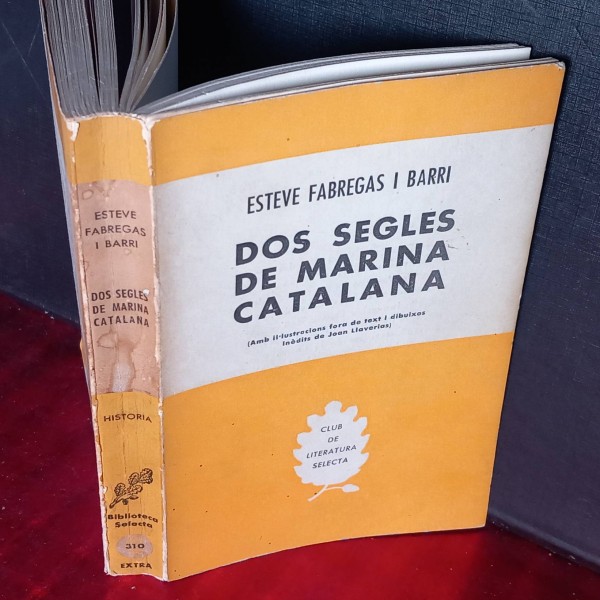 ESTEVE FABREGAS I BARRI
DOS SEGLES
DE MARINA
CATALANA
(Amb il·lustracions fora de text i dibuixos
inèdits de Joan Llaverias)
CLUB
DE
LITERATURA
SELECTA
ESTEVE
FABREGAS
I BARRI
DOS SEGLES
DE MARINA
CATALANA
HISTORIA
Biblioteca
Selecta
310
EXTRA